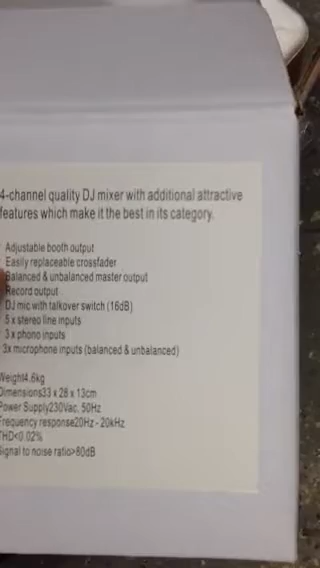 4-channel quality DJ mixer with additional attractive
features which make it the best in its category.
Adjustable booth output
Easily replaceable crossfader
Balanced & unbalanced master output
Record output
DJ mic with talkover switch (16dB)
5 x stereo line inputs
3 x phono inputs
3x microphone inputs (balanced & unbalanced)
Weight4.6kg
Dimensions33 x 28 x 13cm
Power Supply230Vac, 50Hz
Frequency response20Hz - 20kHz
THD<0.02%
Signal to noise ratio>80dB